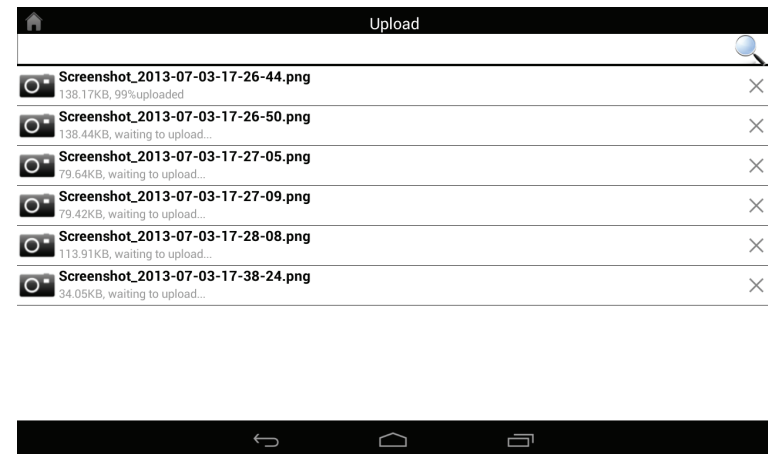 Upload
Screenshot_2013-07-03-17-26-44.png
138.17KB, 99%uploaded
Screenshot_2013-07-03-17-26-50.png
138.44KB, waiting to upload...
Screenshot_2013-07-03-17-27-05.png
79.64KB, waiting to upload...
Screenshot_2013-07-03-17-27-09.png
79.42KB, waiting to upload...
Screenshot_2013-07-03-17-28-08.png
113.91KB, waiting to upload...
Screenshot_2013-07-03-17-38-24.png
34.05KB, waiting to upload...